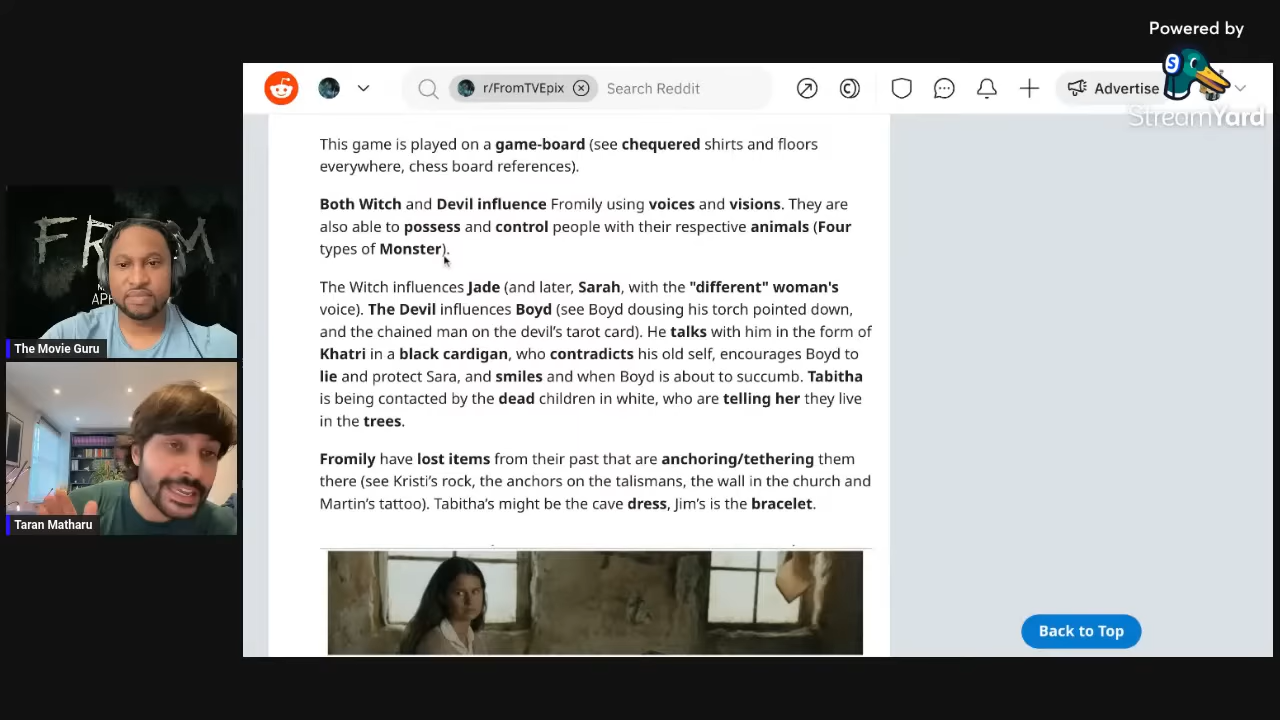 Powered by
StreamYard
r/FromTVEpix
Search Reddit
Advertise
This game is played on a game-board (see chequered shirts and floors
everywhere, chess board references).
Both Witch and Devil influence Fromily using voices and visions. They are
also able to possess and control people with their respective animals (Four
types of Monster).
The Witch influences Jade (and later, Sarah, with the "different" woman's
voice). The Devil influences Boyd (see Boyd dousing his torch pointed down,
and the chained man on the devil's tarot card). He talks with him in the form of
Khatri in a black cardigan, who contradicts his old self, encourages Boyd to
lie and protect Sara, and smiles and when Boyd is about to succumb. Tabitha
is being contacted by the dead children in white, who are telling her they live
in the trees.
Fromily have lost items from their past that are anchoring/tethering them
there (see Kristi's rock, the anchors on the talismans, the wall in the church and
Martin's tattoo). Tabitha's might be the cave dress, Jim's is the bracelet.
Back to Top
FROM
The Movie Guru
Taran Matharu